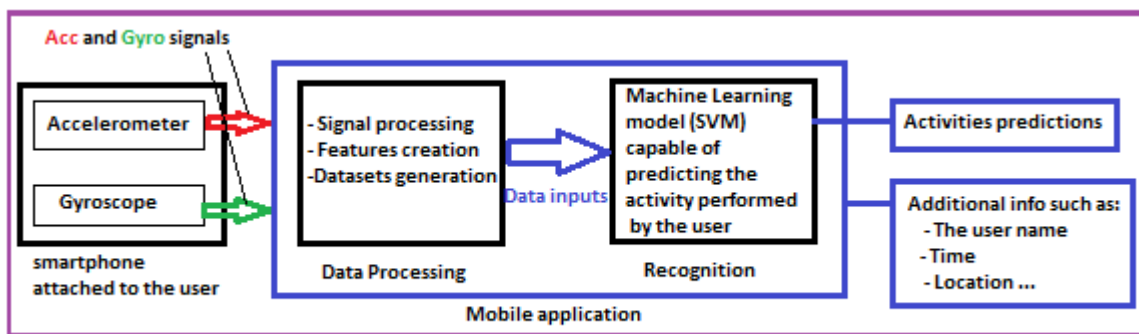 Acc and Gyro signals
Accelerometer
Gyroscope
smartphone
attached to the user
- Signal processing
- Features creation
-Datasets generation
Data Processing
Data inputs
Machine Learning
model (SVM)
capable of
predicting the
activity performed
by the user
Recognition
Mobile application
Activities predictions
Additional info such as:
- The user name
- Time
- Location ...